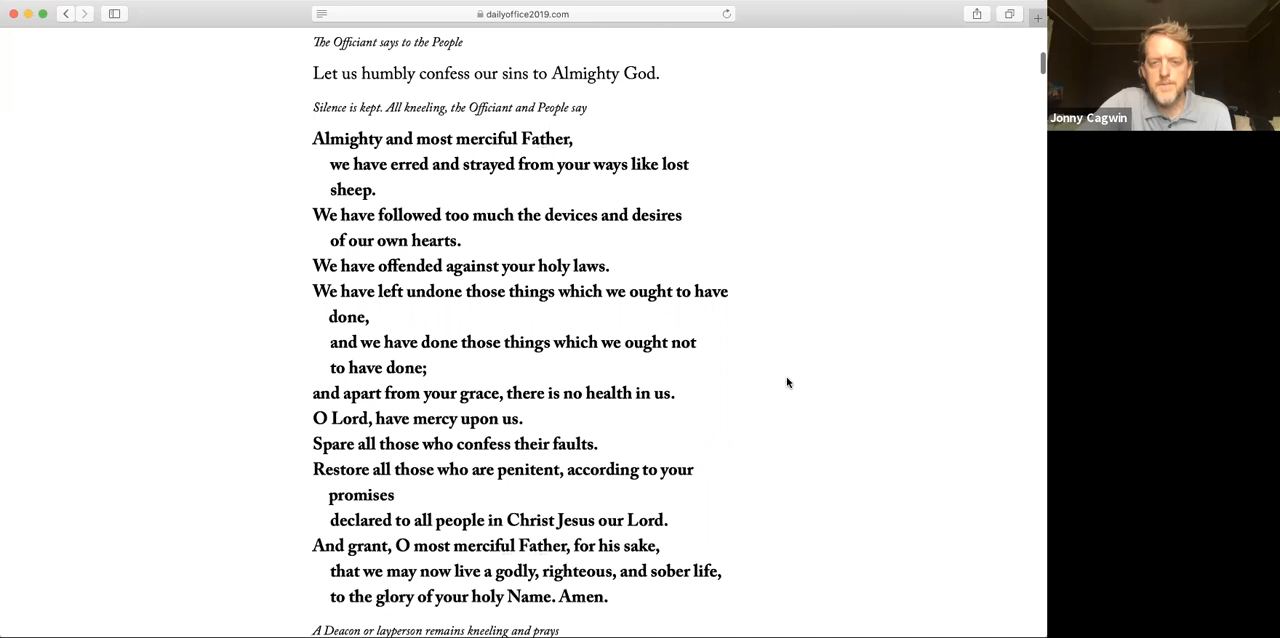 dailyoffice2019.com
The Officiant says to the People
Let us humbly confess our sins to Almighty God.
Silence is kept. All kneeling, the Officiant and People say
Almighty and most merciful Father,
we have erred and strayed from your ways like lost
sheep.
We have followed too much the devices and desires
of our own hearts.
We have offended against your holy laws.
We have left undone those things which we ought to have
done,
and we have done those things which we ought not
to have done;
and apart from your grace, there is no health in us.
O Lord, have mercy upon us.
Spare all those who confess their faults.
Restore all those who are penitent, according to your
promises
declared to all people in Christ Jesus our Lord.
And grant, O most merciful Father, for his sake,
that we may now live a godly, righteous, and sober life,
to the glory of your holy Name. Amen.
A Deacon or layperson remains kneeling and prays
Jonny Cagwin